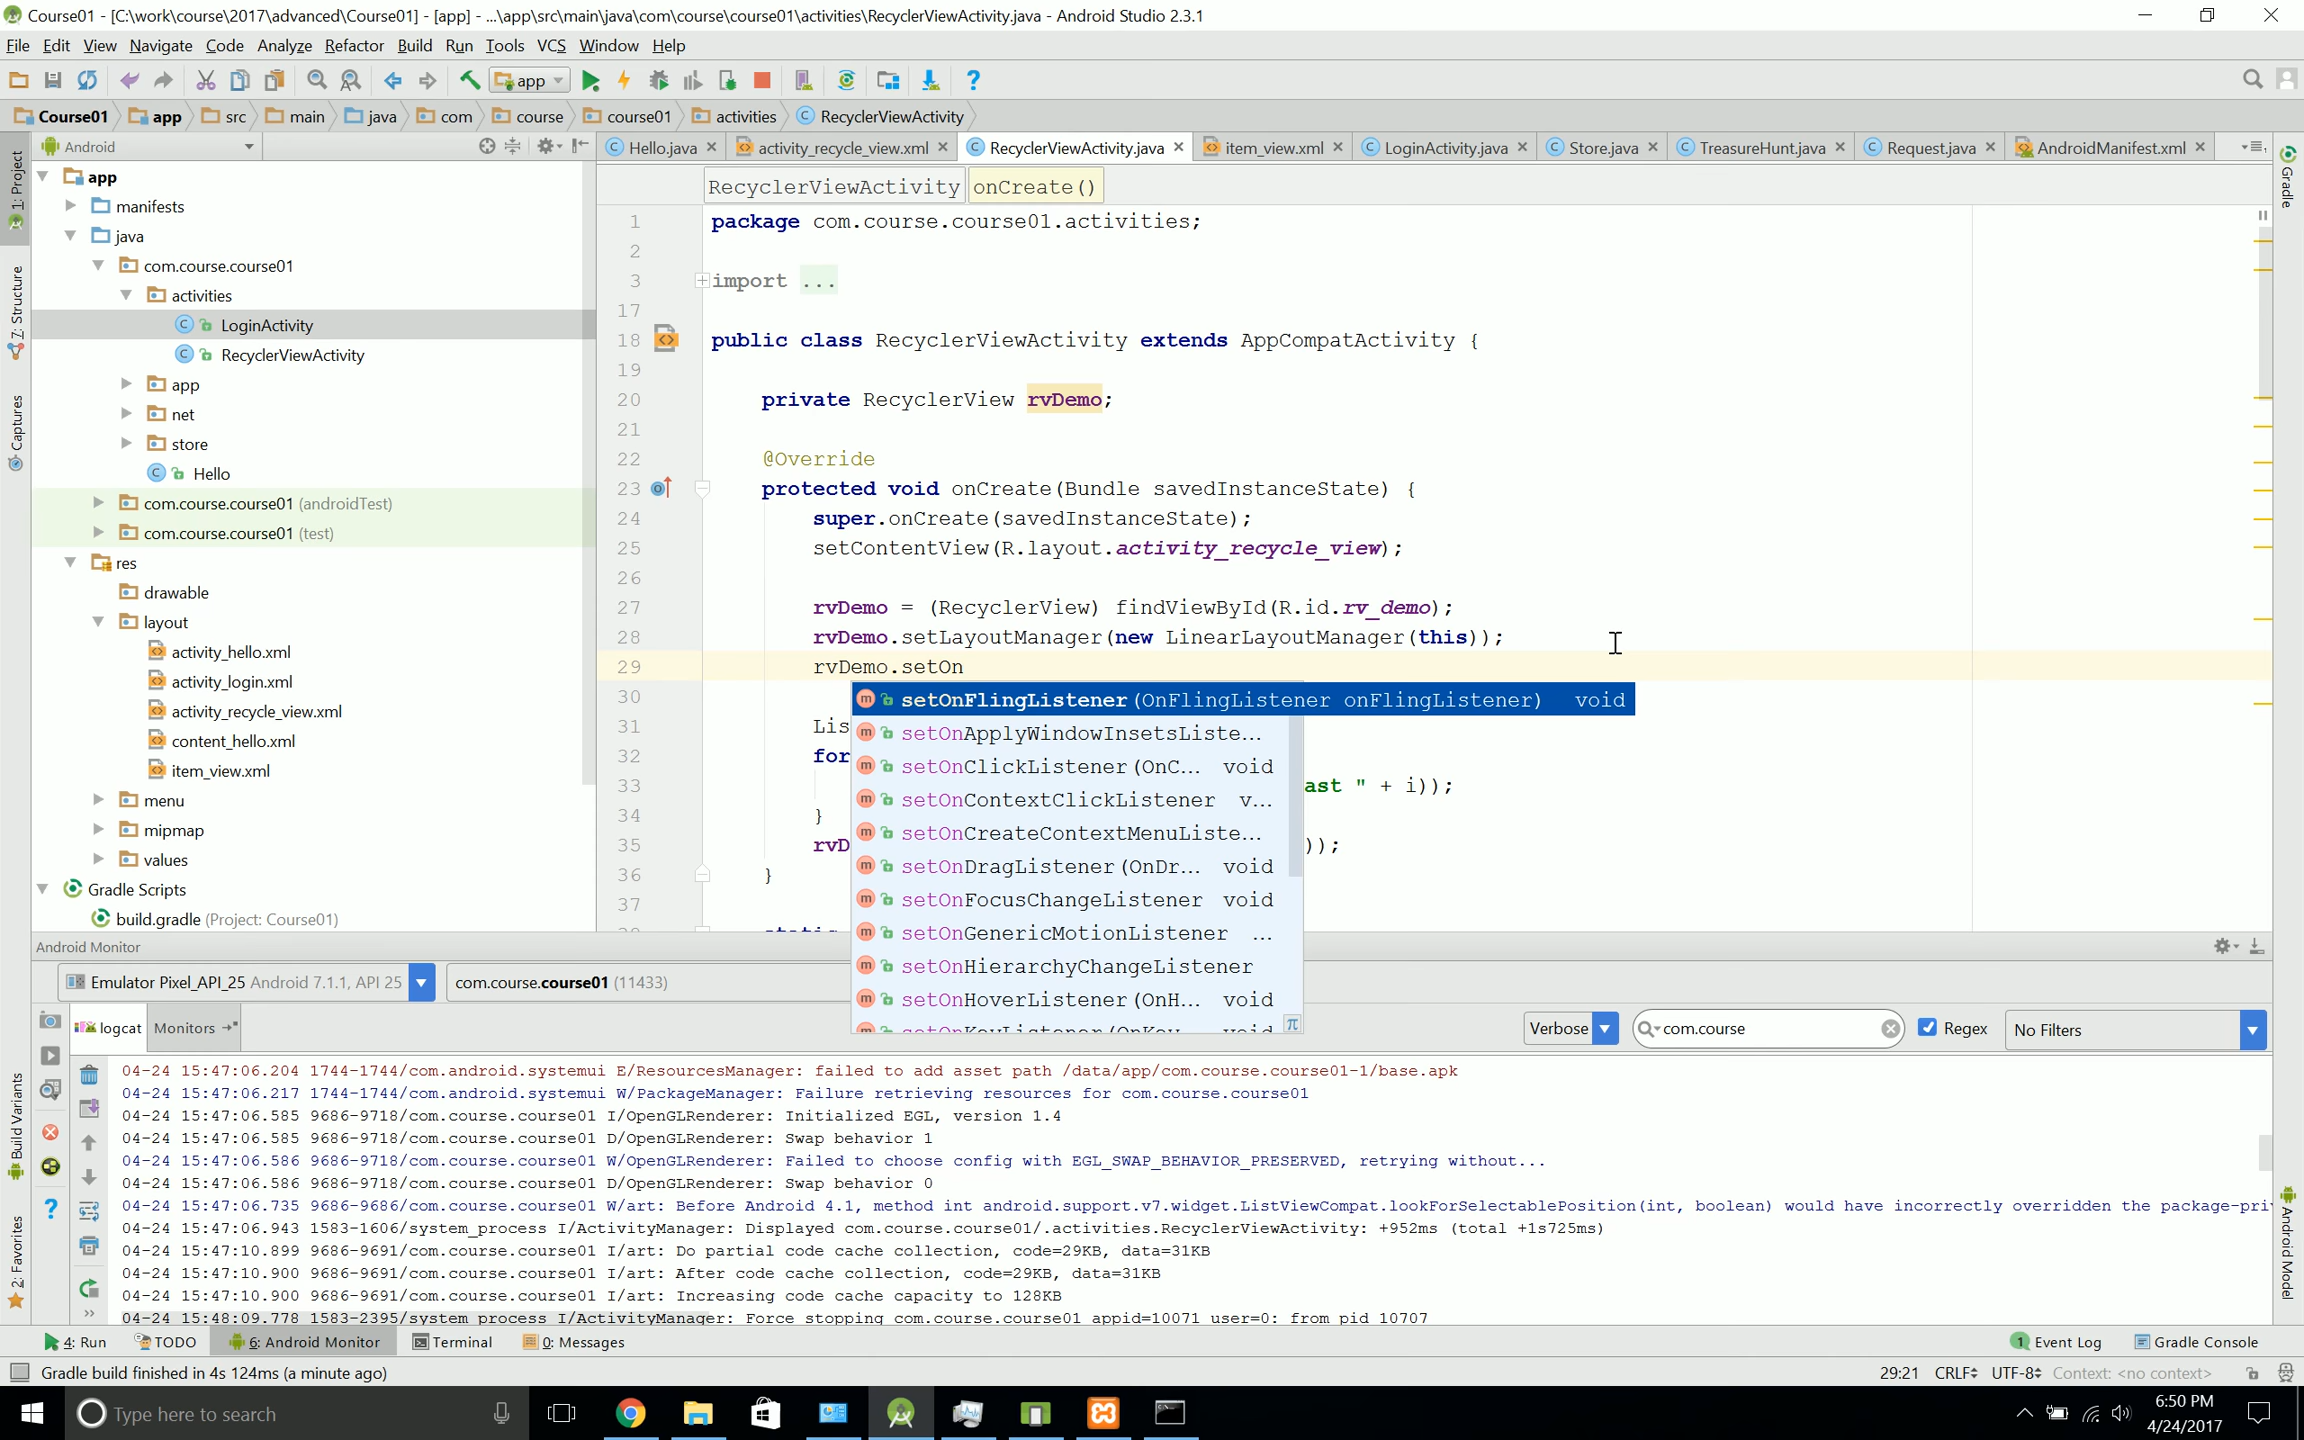 Course01 - [C:\work\course\2017\advanced\Course01] - [app] - ...\app\src\main\java\com\course\course01\activities\RecyclerViewActivity.java - Android Studio 2.3.1
File Edit View Navigate Code Analyze Refactor Build Run Tools VCS Window Help
app
Course01 app src main java com course course01 activities RecyclerViewActivity
Android
Hello.java activity_recycle_view.xml RecyclerViewActivity.java item_view.xml LoginActivity.java Store.java TreasureHunt.java Request.java AndroidManifest.xml
1: Project
7: Structure
Captures
Build Variants
2: Favorites
Gradle
Android Model
app
manifests
java
com.course.course01
activities
LoginActivity
RecyclerViewActivity
app
net
store
Hello
com.course.course01 (androidTest)
com.course.course01 (test)
res
drawable
layout
activity_hello.xml
activity_login.xml
activity_recycle_view.xml
content_hello.xml
item_view.xml
menu
mipmap
values
Gradle Scripts
build.gradle (Project: Course01)
RecyclerViewActivity onCreate()
1 package com.course.course01.activities;
2
3 import ...
17
18 public class RecyclerViewActivity extends AppCompatActivity {
19
20 private RecyclerView rvDemo;
21
22 @Override
23 protected void onCreate(Bundle savedInstanceState) {
24 super.onCreate(savedInstanceState);
25 setContentView(R.layout.activity_recycle_view);
26
27 rvDemo = (RecyclerView) findViewById(R.id.rv_demo);
28 rvDemo.setLayoutManager(new LinearLayoutManager(this));
29 rvDemo.setOn
30
31 Lis
32 for
33 ast " + i));
34 }
35 rvD ));
36 }
37
setOnFlingListener(OnFlingListener onFlingListener) void
setOnApplyWindowInsetsListe...
setOnClickListener(OnC... void
setOnContextClickListener v...
setOnCreateContextMenuListe...
setOnDragListener(OnDr... void
setOnFocusChangeListener void
setOnGenericMotionListener ...
setOnHierarchyChangeListener
setOnHoverListener(OnH... void
setOnKeyListener(OnKey... void
Android Monitor
Emulator Pixel_API_25 Android 7.1.1, API 25 com.course.course01 (11433)
logcat Monitors Verbose com.course Regex No Filters
04-24 15:47:06.204 1744-1744/com.android.systemui E/ResourcesManager: failed to add asset path /data/app/com.course.course01-1/base.apk
04-24 15:47:06.217 1744-1744/com.android.systemui W/PackageManager: Failure retrieving resources for com.course.course01
04-24 15:47:06.585 9686-9718/com.course.course01 I/OpenGLRenderer: Initialized EGL, version 1.4
04-24 15:47:06.585 9686-9718/com.course.course01 D/OpenGLRenderer: Swap behavior 1
04-24 15:47:06.586 9686-9718/com.course.course01 W/OpenGLRenderer: Failed to choose config with EGL_SWAP_BEHAVIOR_PRESERVED, retrying without...
04-24 15:47:06.586 9686-9718/com.course.course01 D/OpenGLRenderer: Swap behavior 0
04-24 15:47:06.735 9686-9686/com.course.course01 W/art: Before Android 4.1, method int android.support.v7.widget.ListViewCompat.lookForSelectablePosition(int, boolean) would have incorrectly overridden the package-pri
04-24 15:47:06.943 1583-1606/system_process I/ActivityManager: Displayed com.course.course01/.activities.RecyclerViewActivity: +952ms (total +1s725ms)
04-24 15:47:10.899 9686-9691/com.course.course01 I/art: Do partial code cache collection, code=29KB, data=31KB
04-24 15:47:10.900 9686-9691/com.course.course01 I/art: After code cache collection, code=29KB, data=31KB
04-24 15:47:10.900 9686-9691/com.course.course01 I/art: Increasing code cache capacity to 128KB
04-24 15:48:09.778 1583-2395/system_process I/ActivityManager: Force stopping com.course.course01 appid=10071 user=0: from pid 10707
4: Run TODO 6: Android Monitor Terminal 0: Messages 1 Event Log Gradle Console
Gradle build finished in 4s 124ms (a minute ago) 29:21 CRLF UTF-8 Context: <no context>
Type here to search
6:50 PM
4/24/2017